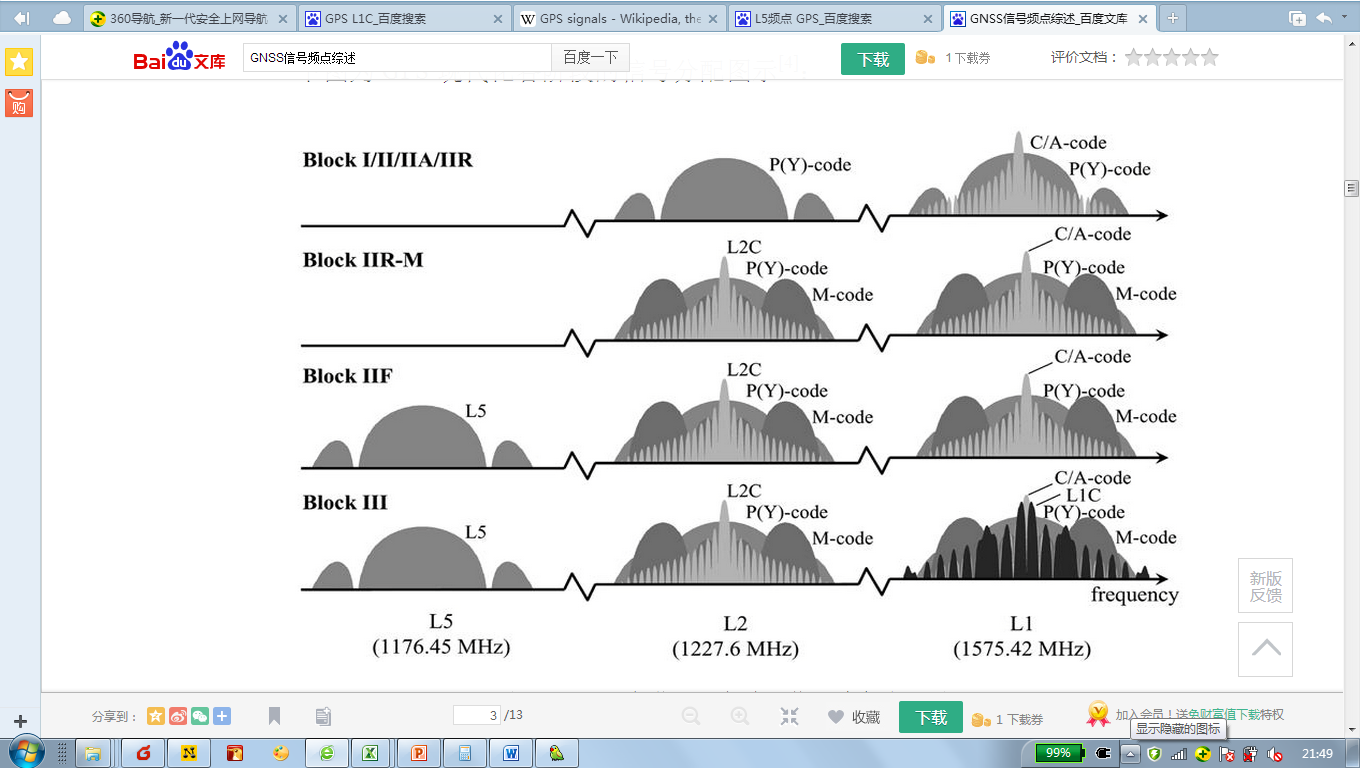 360导航_新一代安全上网导航
GPS L1C_百度搜索
GPS signals - Wikipedia, the
L5频点 GPS_百度搜索
GNSS信号频点综述_百度文库
Bai du 文库
GNSS信号频点综述
百度一下
下载
1下载券
评价文档：
购
Block I/II/IIA/IIR
P(Y)-code
C/A-code
P(Y)-code
Block IIR-M
L2C
P(Y)-code
M-code
C/A-code
P(Y)-code
M-code
Block IIF
L5
L2C
P(Y)-code
M-code
C/A-code
P(Y)-code
M-code
Block III
L5
L2C
P(Y)-code
M-code
C/A-code
L1C
P(Y)-code
M-code
frequency
L5
(1176.45 MHz)
L2
(1227.6 MHz)
L1
(1575.42 MHz)
新版
反馈
分享到：
3 /13
收藏
下载
1 下载券
加入会员！送免财富值下载特权
显示隐藏的图标
99%
21:49